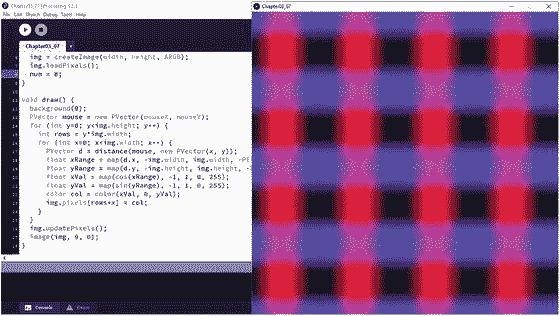 Chapter03_07 | Processing 3.3.
File Edit Sketch Debug Tools Help
Chapter03_07
Chapter03_07
img = createImage(width, height, ARGB);
img.loadPixels();
num = 0;
}
void draw() {
background(0);
PVector mouse = new PVector(mouseX, mouseY);
for (int y=0; y<img.height; y++) {
int rows = y*img.width;
for (int x=0; x<img.width; x++) {
PVector d = distance(mouse, new PVector(x, y));
float xRange = map(d.x, -img.width, img.width, -PI
float yRange = map(d.y, -img.height, img.height, -
float xVal = map(cos(xRange), -1, 1, 0, 255);
float yVal = map(sin(yRange), -1, 1, 0, 255);
color col = color(xVal, 0, yVal);
img.pixels[rows+x] = col;
}
}
img.updatePixels();
image(img, 0, 0);
}
Console Errors